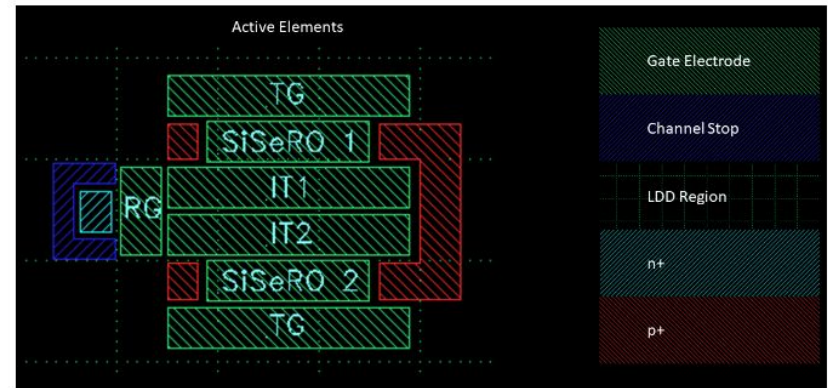 Active Elements
TG
SiSeRO 1
IT1
RG
IT2
SiSeRO 2
TG
Gate Electrode
Channel Stop
LDD Region
n+
p+